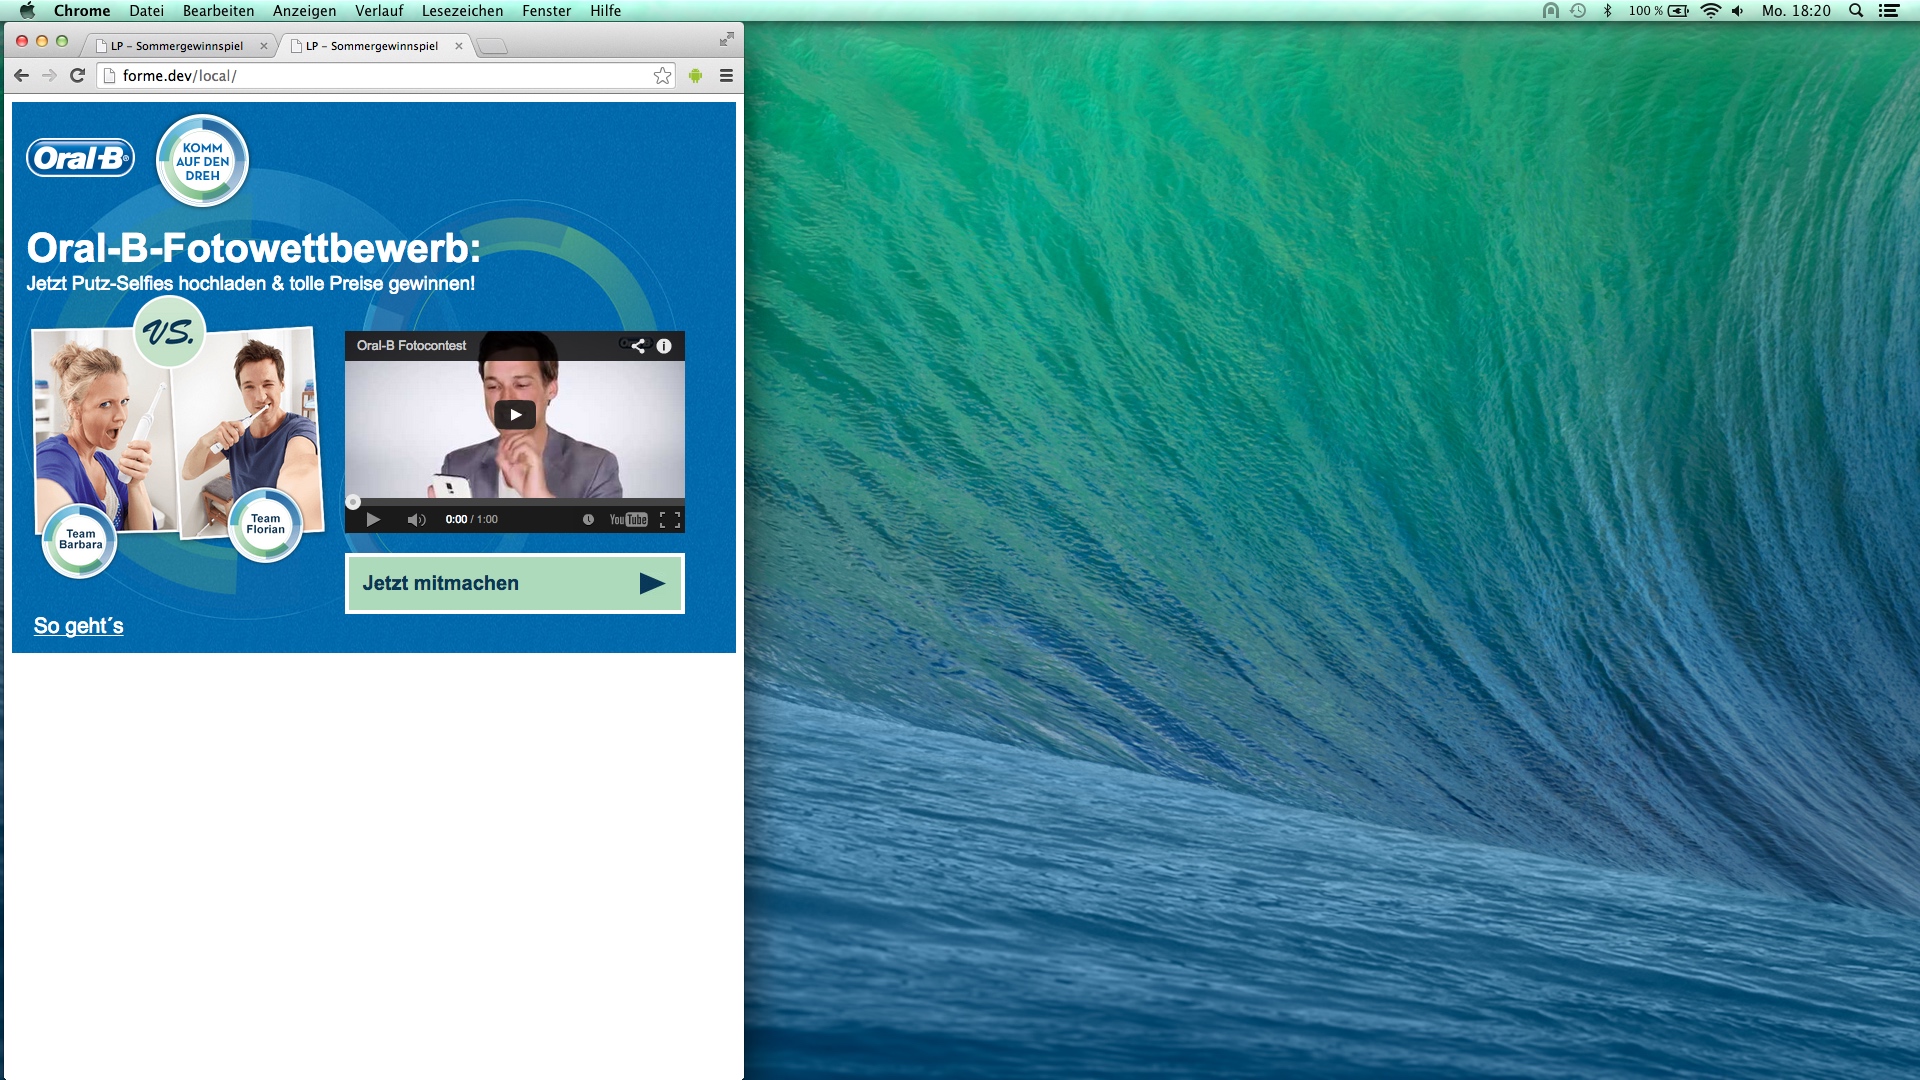 Chrome Datei Bearbeiten Anzeigen Verlauf Lesezeichen Fenster Hilfe 100 % Mo. 18:20
LP – Sommergewinnspiel
LP – Sommergewinnspiel
forme.dev/local/
Oral-B®
KOMM
AUF DEN
DREH
Oral-B-Fotowettbewerb:
Jetzt Putz-Selfies hochladen & tolle Preise gewinnen!
VS.
Team
Barbara
Team
Florian
Oral-B Fotocontest
0:00 / 1:00
YouTube
Jetzt mitmachen
So geht´s